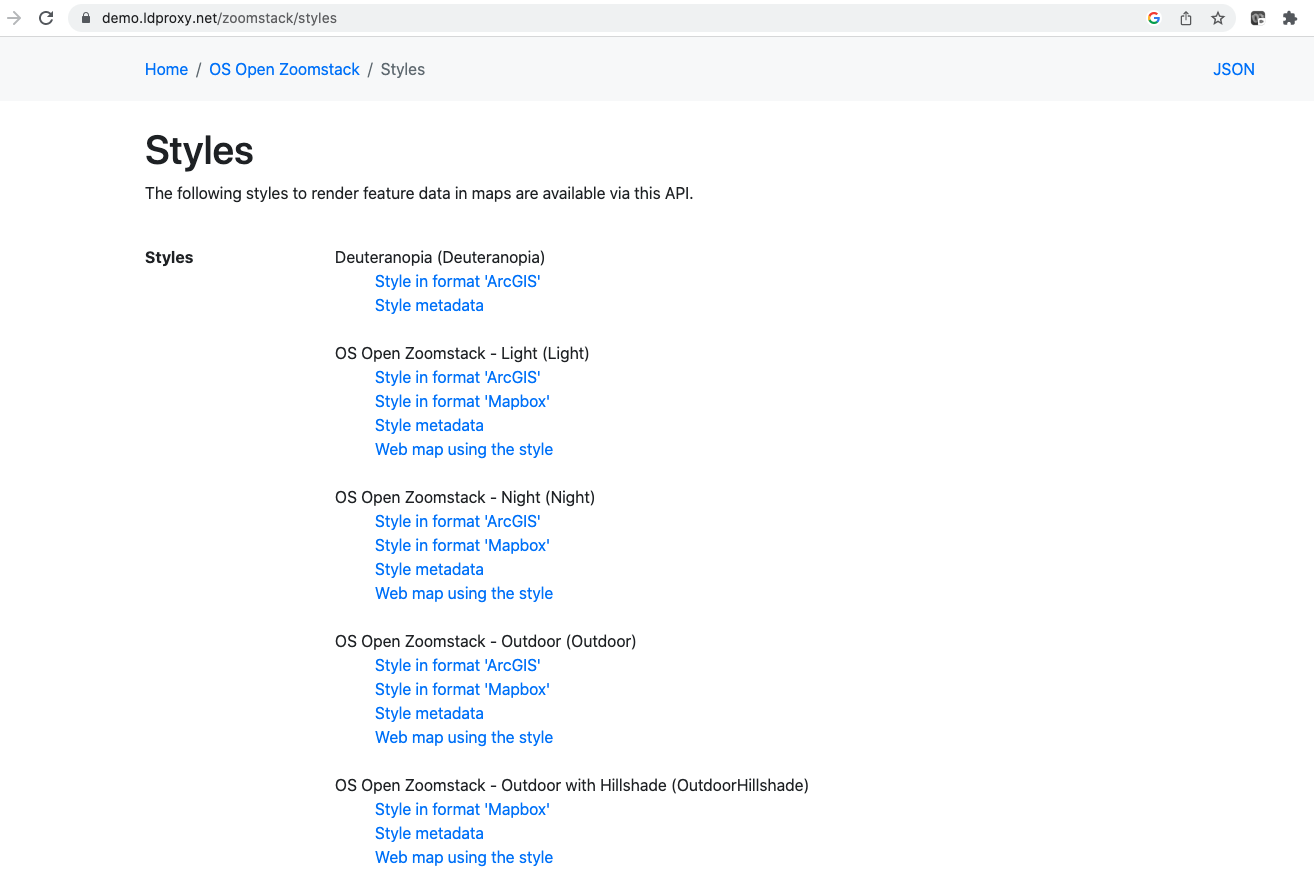 demo.ldproxy.net/zoomstack/styles
Home / OS Open Zoomstack / Styles
JSON
Styles
The following styles to render feature data in maps are available via this API.
Styles
Deuteranopia (Deuteranopia)
Style in format 'ArcGIS'
Style metadata
OS Open Zoomstack - Light (Light)
Style in format 'ArcGIS'
Style in format 'Mapbox'
Style metadata
Web map using the style
OS Open Zoomstack - Night (Night)
Style in format 'ArcGIS'
Style in format 'Mapbox'
Style metadata
Web map using the style
OS Open Zoomstack - Outdoor (Outdoor)
Style in format 'ArcGIS'
Style in format 'Mapbox'
Style metadata
Web map using the style
OS Open Zoomstack - Outdoor with Hillshade (OutdoorHillshade)
Style in format 'Mapbox'
Style metadata
Web map using the style